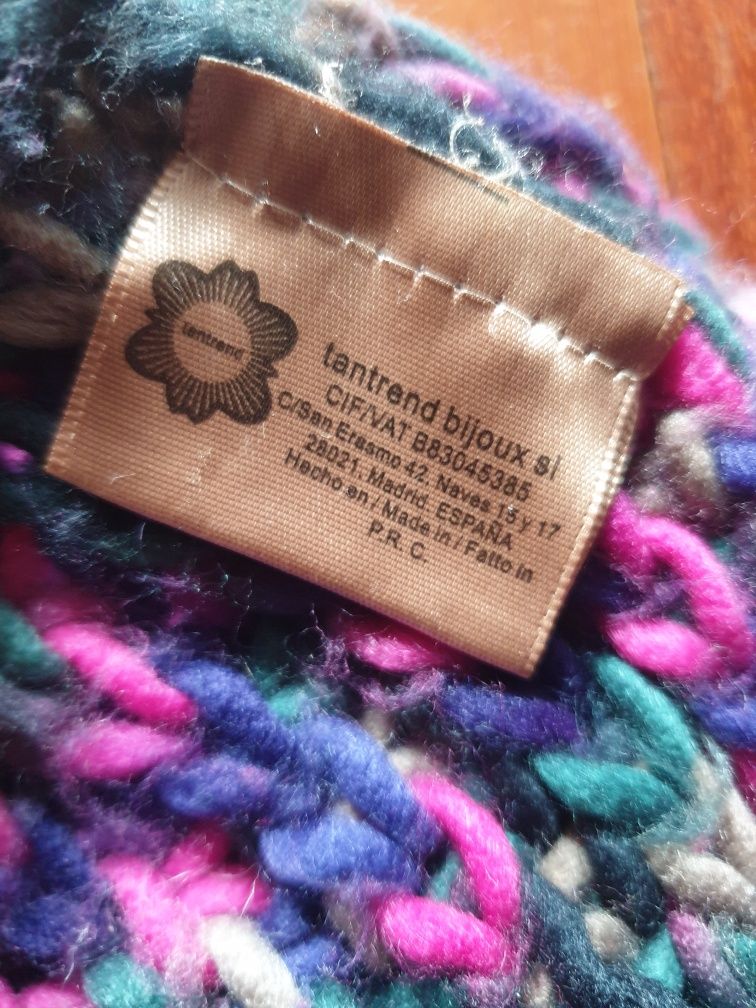 tantrend
tantrend bijoux sl
CIF/VAT B83045385
C/San Erasmo 42, Naves 15 y 17
28021, Madrid. ESPAÑA
Hecho en / Made in / Fatto in
P.R. C.